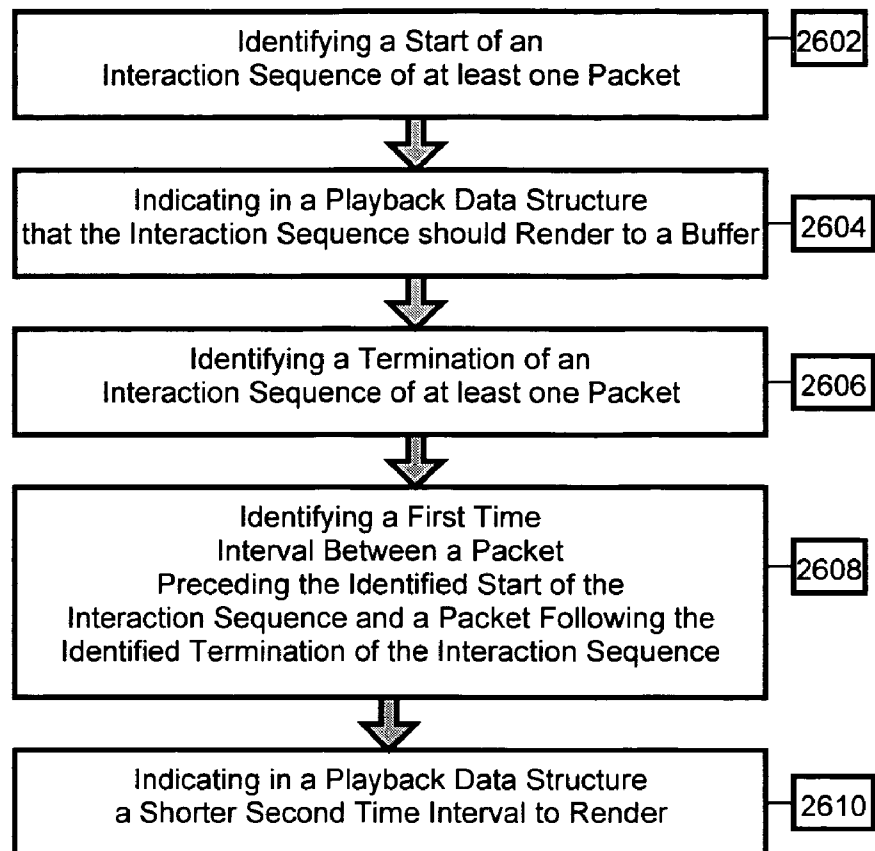 Identifying a Start of an
Interaction Sequence of at least one Packet
2602
Indicating in a Playback Data Structure
that the Interaction Sequence should Render to a Buffer
2604
Identifying a Termination of an
Interaction Sequence of at least one Packet
2606
Identifying a First Time
Interval Between a Packet
Preceding the Identified Start of the
Interaction Sequence and a Packet Following the
Identified Termination of the Interaction Sequence
2608
Indicating in a Playback Data Structure
a Shorter Second Time Interval to Render
2610